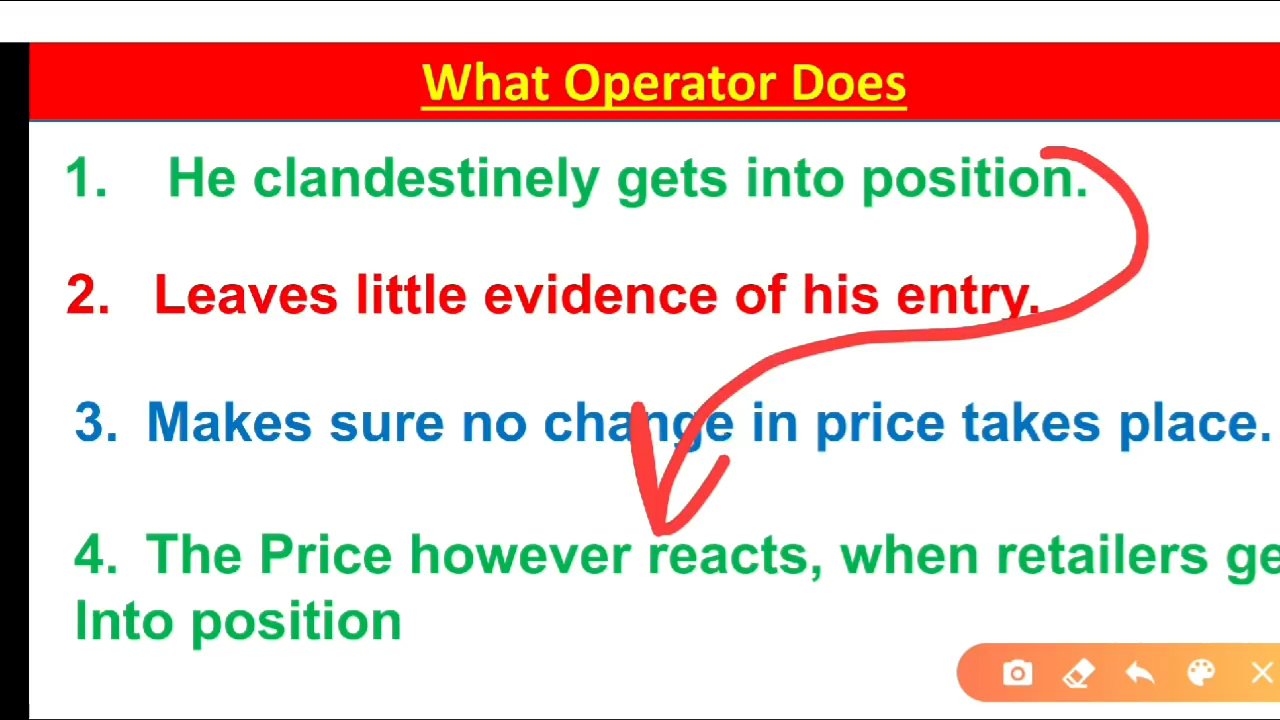 What Operator Does
1. He clandestinely gets into position.
2. Leaves little evidence of his entry.
3. Makes sure no change in price takes place.
4. The Price however reacts, when retailers ge
Into position